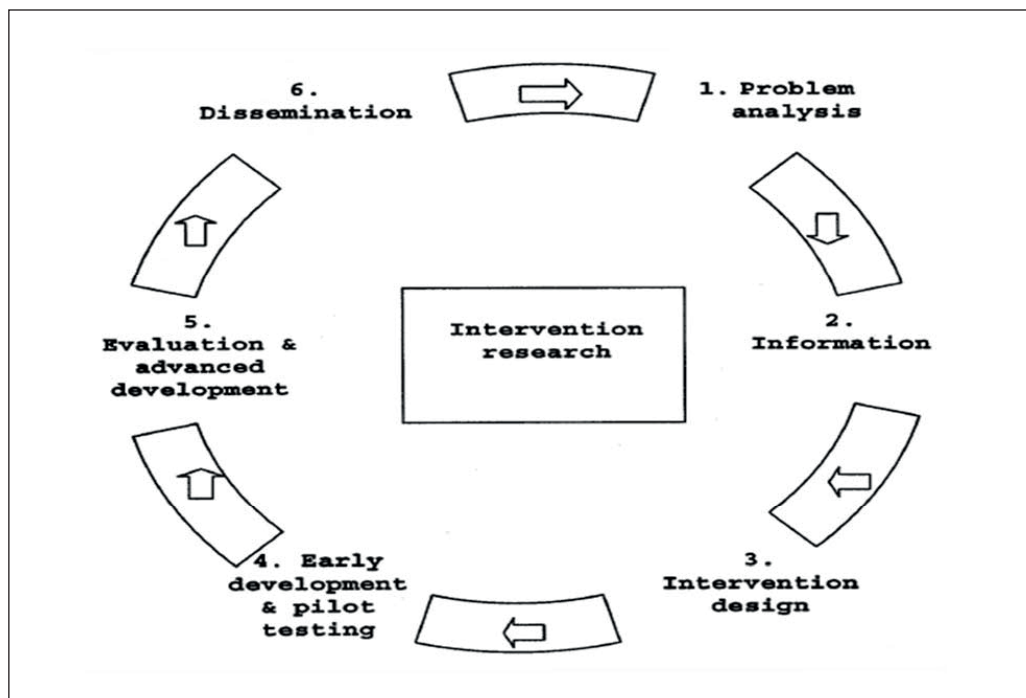 6.
Dissemination
1. Problem
analysis
5.
Evaluation &
advanced
development
Intervention
research
2.
Information
4. Early
development
& pilot
testing
3.
Intervention
design